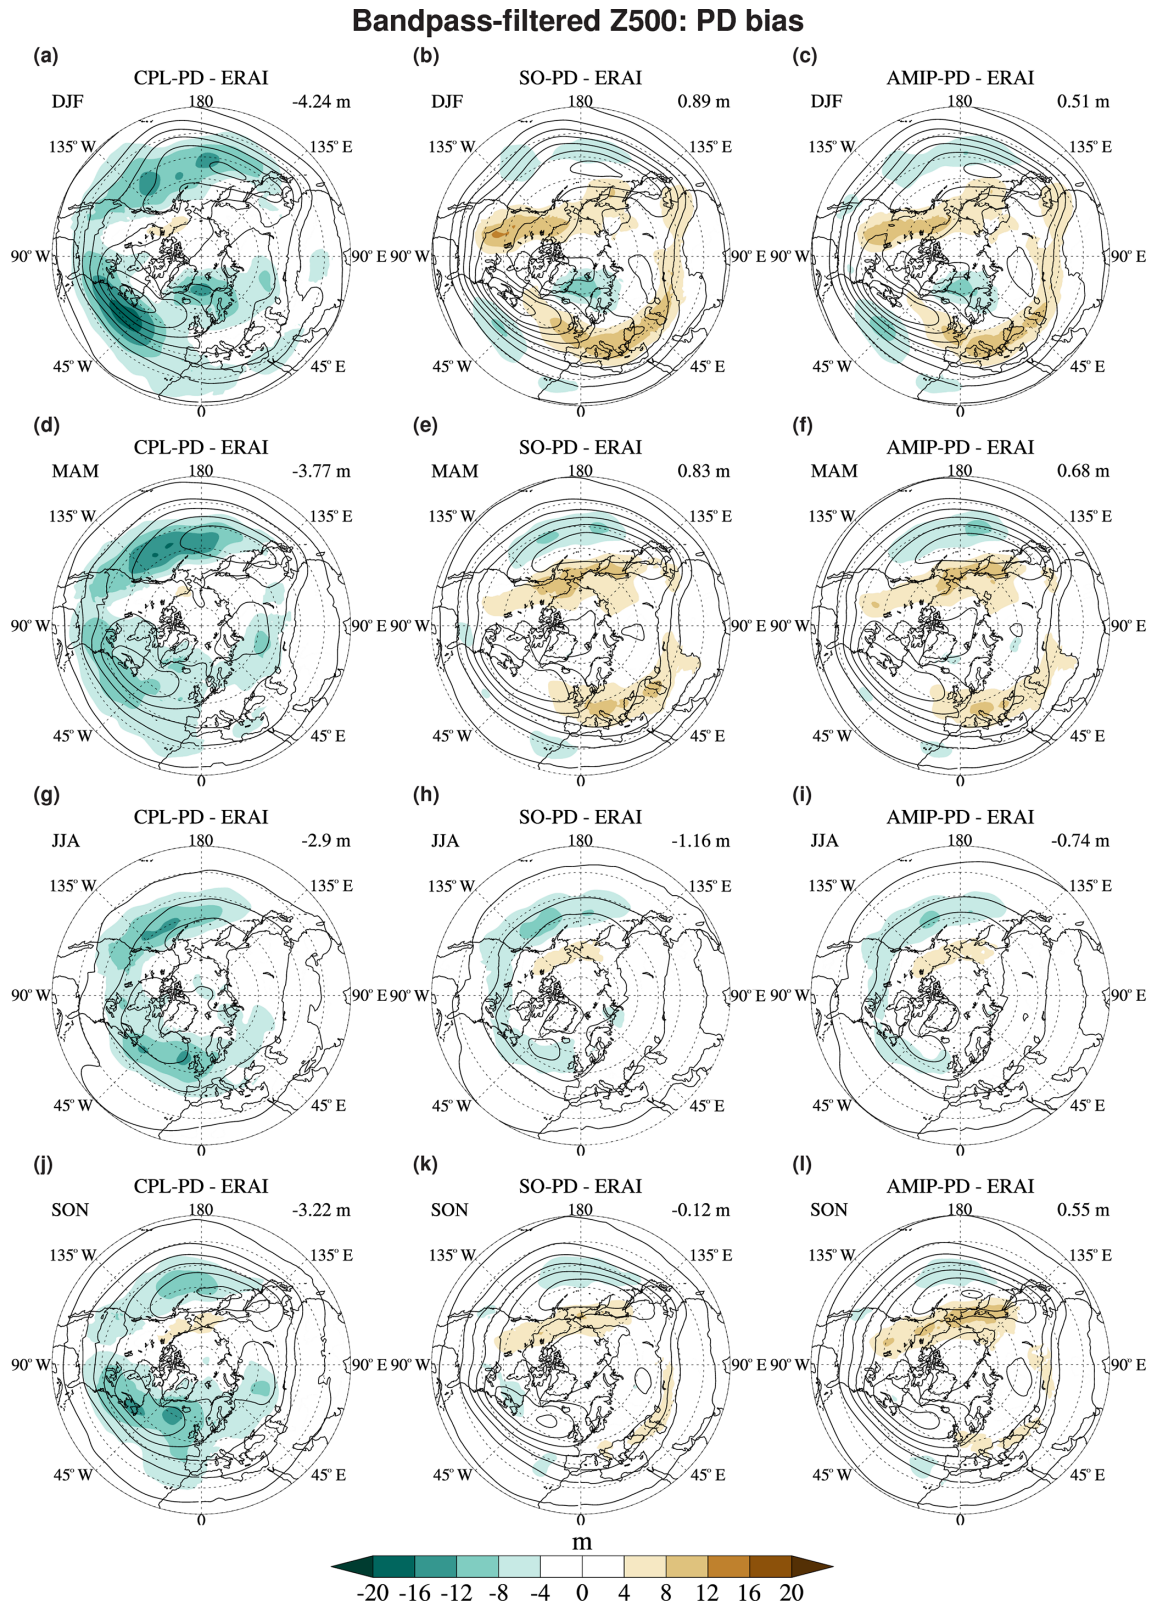 Bandpass-filtered Z500: PD bias
(a) (b) (c)
CPL-PD - ERAI SO-PD - ERAI AMIP-PD - ERAI
DJF 180 -4.24 m DJF 180 0.89 m DJF 180 0.51 m
135° W 135° E 135° W 135° E 135° W 135° E
90° W 90° E 90° W 90° E 90° W 90° E
45° W 45° E 45° W 45° E 45° W 45° E
0 0 0
(d) (e) (f)
CPL-PD - ERAI SO-PD - ERAI AMIP-PD - ERAI
MAM 180 -3.77 m MAM 180 0.83 m MAM 180 0.68 m
135° W 135° E 135° W 135° E 135° W 135° E
90° W 90° E 90° W 90° E 90° W 90° E
45° W 45° E 45° W 45° E 45° W 45° E
0 0 0
(g) (h) (i)
CPL-PD - ERAI SO-PD - ERAI AMIP-PD - ERAI
JJA 180 -2.9 m JJA 180 -1.16 m JJA 180 -0.74 m
135° W 135° E 135° W 135° E 135° W 135° E
90° W 90° E 90° W 90° E 90° W 90° E
45° W 45° E 45° W 45° E 45° W 45° E
0 0 0
(j) (k) (l)
CPL-PD - ERAI SO-PD - ERAI AMIP-PD - ERAI
SON 180 -3.22 m SON 180 -0.12 m SON 180 0.55 m
135° W 135° E 135° W 135° E 135° W 135° E
90° W 90° E 90° W 90° E 90° W 90° E
45° W 45° E 45° W 45° E 45° W 45° E
0 0 0
m
-20 -16 -12 -8 -4 0 4 8 12 16 20